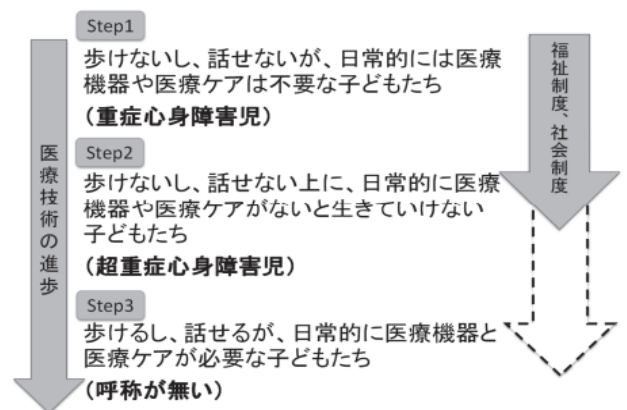 Step1
歩けないし、話せないが、日常的には医療
機器や医療ケアは不要な子どもたち
（重症心身障害児）
Step2
歩けないし、話せない上に、日常的に医療
機器や医療ケアがないと生きていけない
子どもたち
（超重症心身障害児）
Step3
歩けるし、話せるが、日常的に医療機器と
医療ケアが必要な子どもたち
（呼称が無い）
医療技術の進歩
福祉制度、社会制度